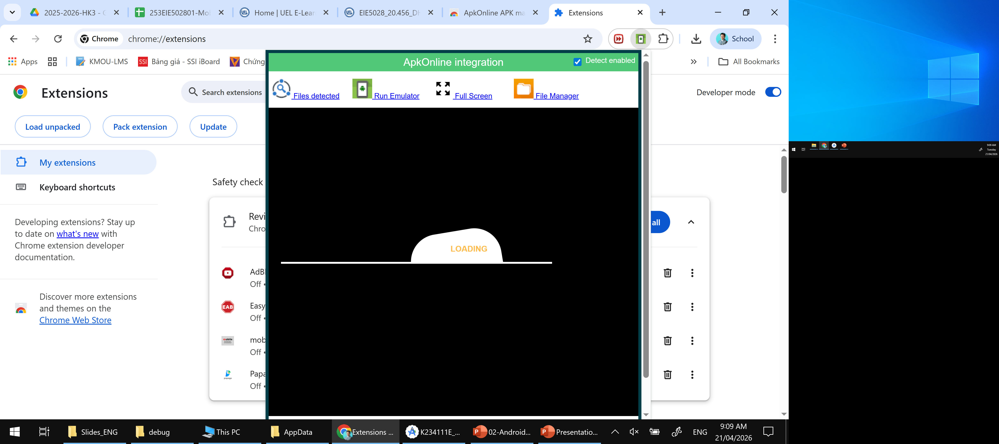 2025-2026-HK3 -
253EIE502801-Mo
Home | UEL E-Lear
EIE5028_20.456_DH
ApkOnline APK ma
Extensions
Chrome
chrome://extensions
School
Apps
KMOU-LMS
SSI
Bảng giá - SSI iBoard
Chứng
All Bookmarks
ApkOnline integration
Detect enabled
Files detected
Run Emulator
Full Screen
File Manager
Extensions
Search extensions
Developer mode
Load unpacked
Pack extension
Update
My extensions
Keyboard shortcuts
Developing extensions? Stay up
to date on what's new with
Chrome extension developer
documentation.
Discover more extensions
and themes on the
Chrome Web Store
Safety check
Revi
Chro
all
AdB
Off •
EAB
Easy
Off •
mobile
mob
Off •
papago
Papa
Off •
LOADING
Slides_ENG
debug
This PC
AppData
Extensions ...
K234111E_...
02-Android...
Presentatio...
ENG
9:09 AM
21/04/2026
9:09 AM
Tuesday
21/04/2026